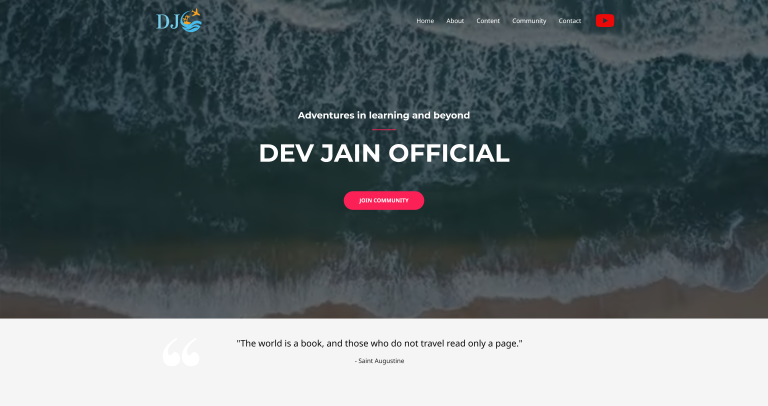 DJ
Home About Content Community Contact
Adventures in learning and beyond
DEV JAIN OFFICIAL
JOIN COMMUNITY
"The world is a book, and those who do not travel read only a page."
- Saint Augustine